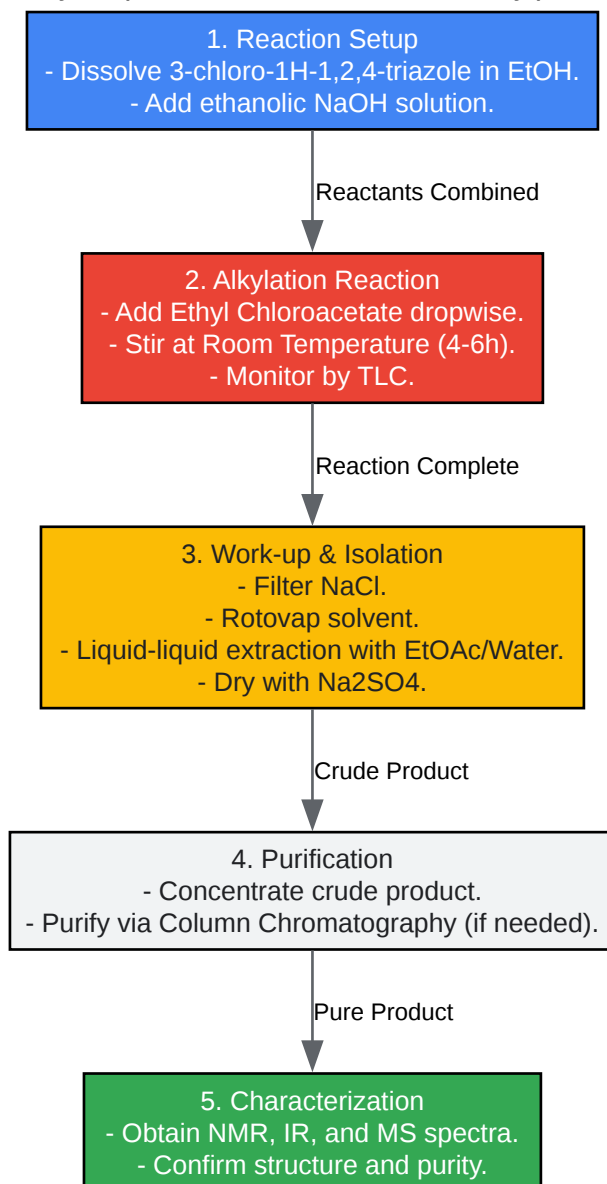 1. Reaction Setup
- Dissolve 3-chloro-1H-1,2,4-triazole in EtOH.
- Add ethanolic NaOH solution.
Reactants Combined
2. Alkylation Reaction
- Add Ethyl Chloroacetate dropwise.
- Stir at Room Temperature (4-6h).
- Monitor by TLC.
Reaction Complete
3. Work-up & Isolation
- Filter NaCl.
- Rotovap solvent.
- Liquid-liquid extraction with EtOAc/Water.
- Dry with Na2SO4.
Crude Product
4. Purification
- Concentrate crude product.
- Purify via Column Chromatography (if needed).
Pure Product
5. Characterization
- Obtain NMR, IR, and MS spectra.
- Confirm structure and purity.